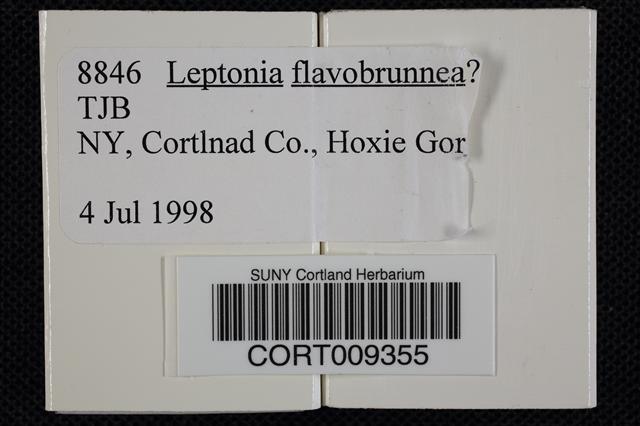 8846 Leptonia flavobrunnea?
TJB
NY, Cortlnad Co., Hoxie Gor
4 Jul 1998
SUNY Cortland Herbarium
CORT009355